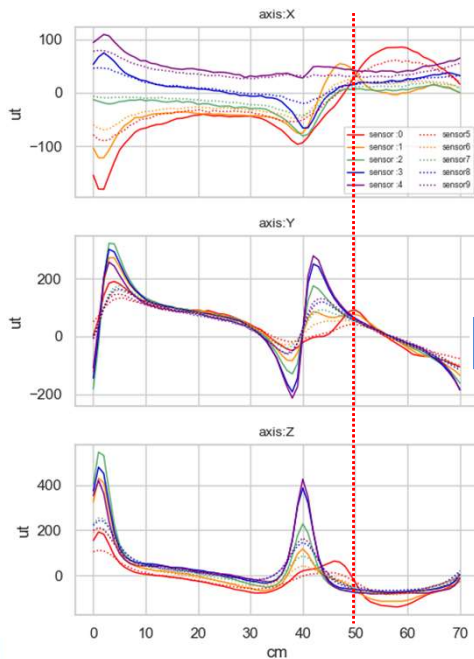 axis:X
100
0
−100
ut
sensor :0 sensor5
sensor :1 sensor6
sensor :2 sensor7
sensor :3 sensor8
sensor :4 sensor9
axis:Y
200
0
−200
ut
axis:Z
400
200
0
ut
0 10 20 30 40 50 60 70
cm